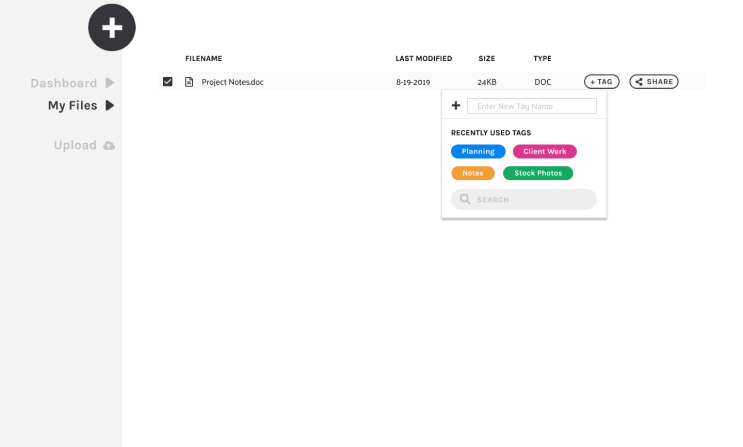 FILENAME LAST MODIFIED SIZE TYPE
Dashboard
My Files
Upload
Project Notes.doc 8-19-2019 24KB DOC + TAG SHARE
Enter New Tag Name
RECENTLY USED TAGS
Planning Client Work
Notes Stock Photos
SEARCH